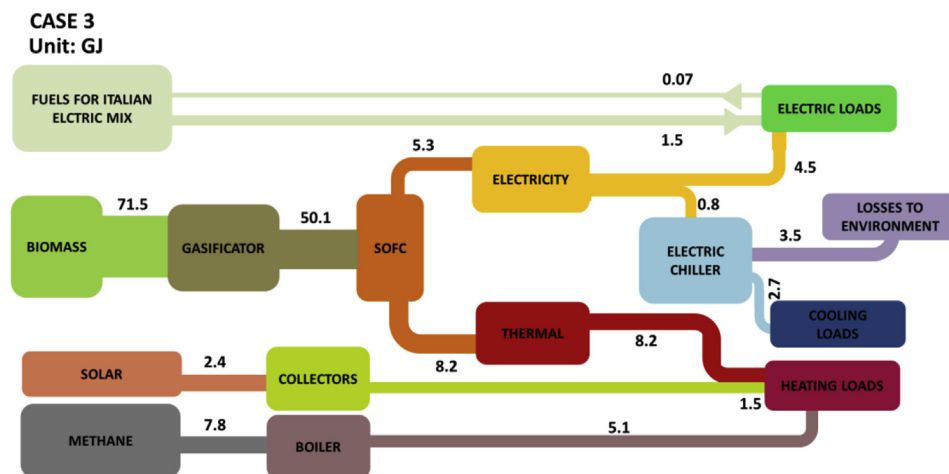 CASE 3
Unit: GJ
FUELS FOR ITALIAN
ELCTRIC MIX
0.07
1.5
ELECTRIC LOADS
5.3
ELECTRICITY
4.5
0.8
BIOMASS
71.5
GASIFICATOR
50.1
SOFC
ELECTRIC
CHILLER
3.5
LOSSES TO
ENVIRONMENT
2.7
COOLING
LOADS
8.2
THERMAL
8.2
SOLAR
2.4
COLLECTORS
1.5
HEATING LOADS
METHANE
7.8
BOILER
5.1